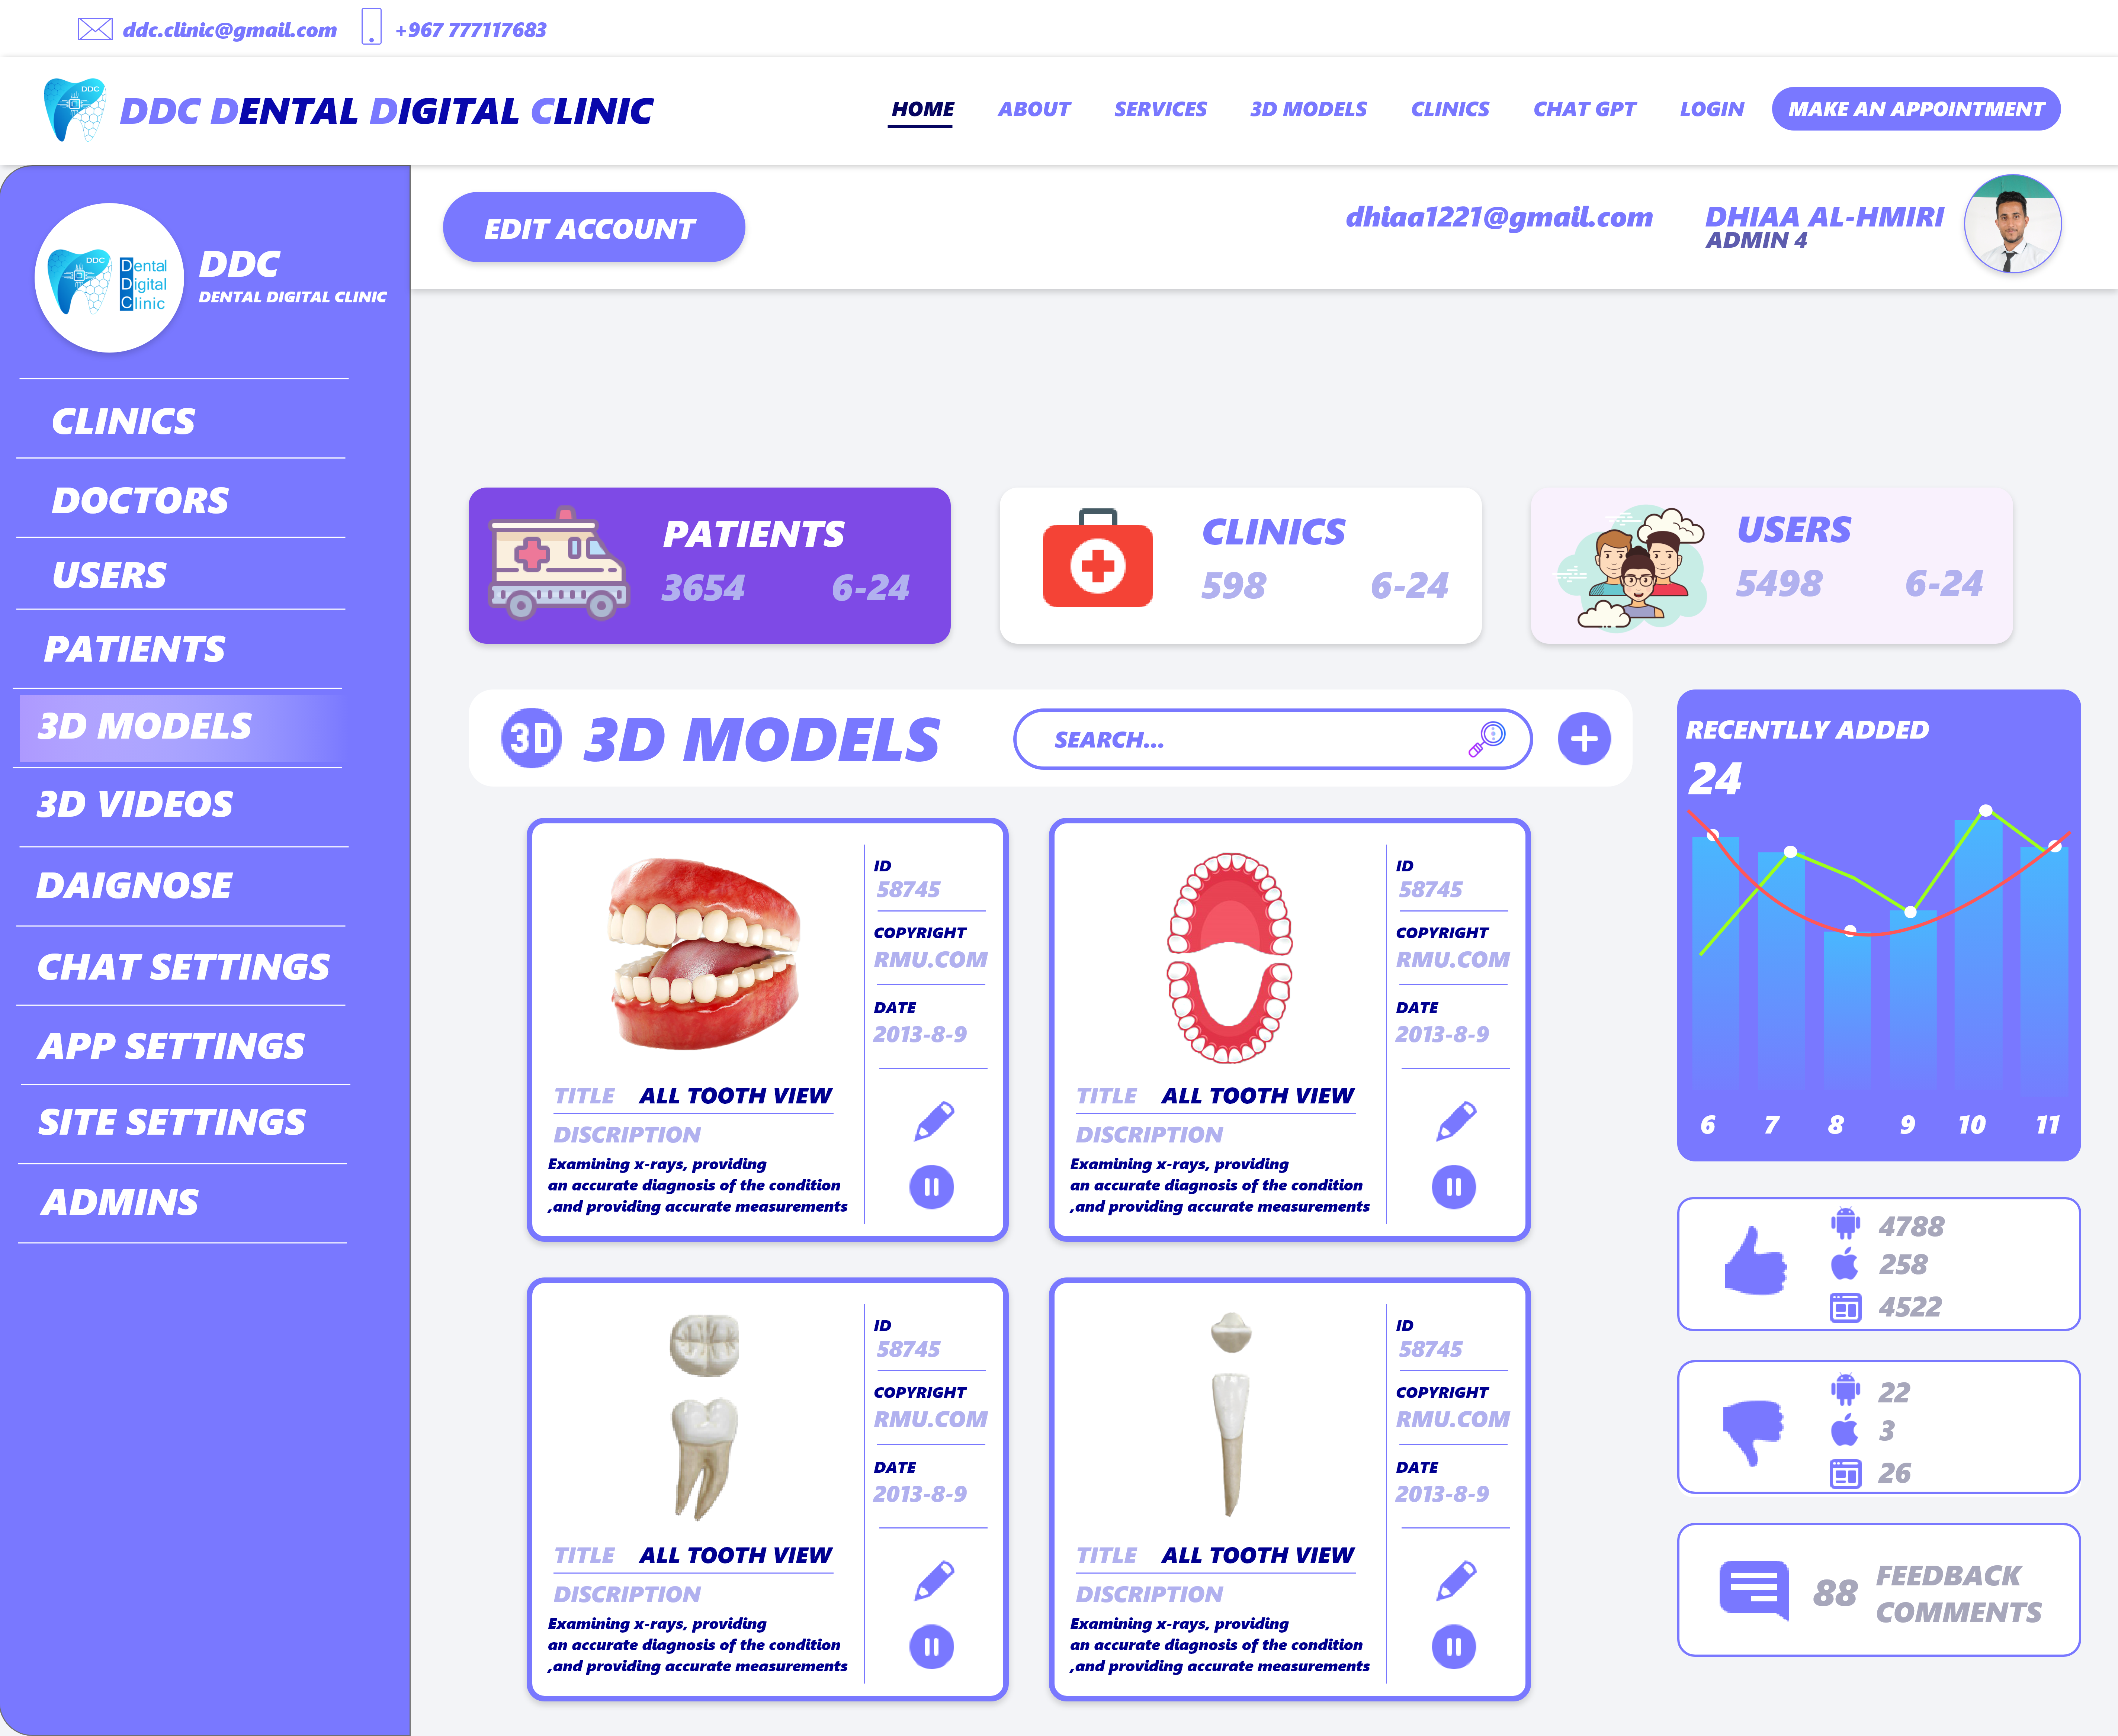 ddc.clinic@gmail.com +967 777117683
DDC
DDC DENTAL DIGITAL CLINIC
HOME ABOUT SERVICES 3D MODELS CLINICS CHAT GPT LOGIN MAKE AN APPOINTMENT
DDC
Dental
Digital
Clinic
DDC
DENTAL DIGITAL CLINIC
EDIT ACCOUNT
dhiaa1221@gmail.com
DHIAA AL-HMIRI
ADMIN 4
CLINICS
DOCTORS
USERS
PATIENTS
3D MODELS
3D VIDEOS
DAIGNOSE
CHAT SETTINGS
APP SETTINGS
SITE SETTINGS
ADMINS
PATIENTS
3654 6-24
CLINICS
598 6-24
USERS
5498 6-24
3D 3D MODELS
SEARCH...
ID
58745
COPYRIGHT
RMU.COM
DATE
2013-8-9
TITLE ALL TOOTH VIEW
DISCRIPTION
Examining x-rays, providing
an accurate diagnosis of the condition
,and providing accurate measurements
ID
58745
COPYRIGHT
RMU.COM
DATE
2013-8-9
TITLE ALL TOOTH VIEW
DISCRIPTION
Examining x-rays, providing
an accurate diagnosis of the condition
,and providing accurate measurements
ID
58745
COPYRIGHT
RMU.COM
DATE
2013-8-9
TITLE ALL TOOTH VIEW
DISCRIPTION
Examining x-rays, providing
an accurate diagnosis of the condition
,and providing accurate measurements
ID
58745
COPYRIGHT
RMU.COM
DATE
2013-8-9
TITLE ALL TOOTH VIEW
DISCRIPTION
Examining x-rays, providing
an accurate diagnosis of the condition
,and providing accurate measurements
RECENTLLY ADDED
24
6 7 8 9 10 11
4788
258
4522
22
3
26
88 FEEDBACK
COMMENTS